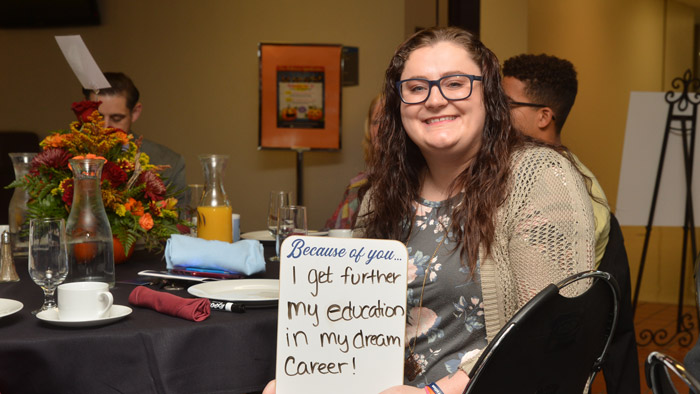 Because of you...
I get further
my education
in my dream
Career!